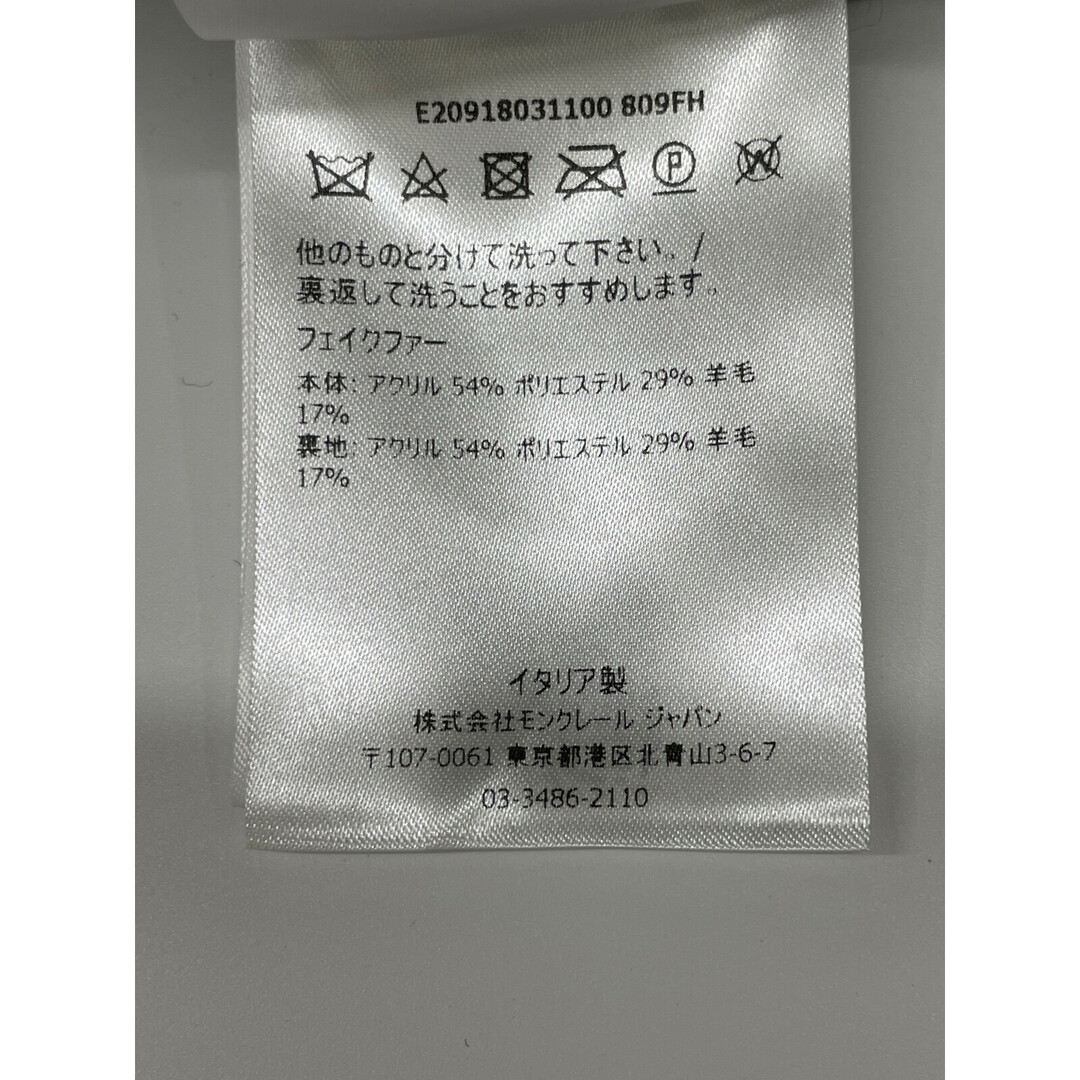 E20918031100 809FH
P W
他のものと分けて洗って下さい。/
裏返して洗うことをおすすめします。
フェイクファー
本体: アクリル 54% ポリエステル 29% 羊毛
17%
裏地: アクリル 54% ポリエステル 29% 羊毛
17%
イタリア製
株式会社モンクレール ジャパン
〒107-0061 東京都港区北青山3-6-7
03-3486-2110